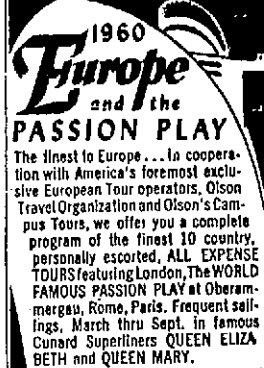 1960
Europe
and the
PASSION PLAY
The finest to Europe... In coopera-
tion with America's foremost exclu-
sive European Tour operators, Olson
Travel Organization and Olson's Cam-
pus Tours, we offer you a complete
program of the finest 10 country,
personally escorted, ALL EXPENSE
TOURS featuring London, The WORLD
FAMOUS PASSION PLAY at Oberam-
mergau, Rome, Paris. Frequent sail-
ings, March thru Sept. in famous
Cunard Superliners QUEEN ELIZA
BETH and QUEEN MARY.